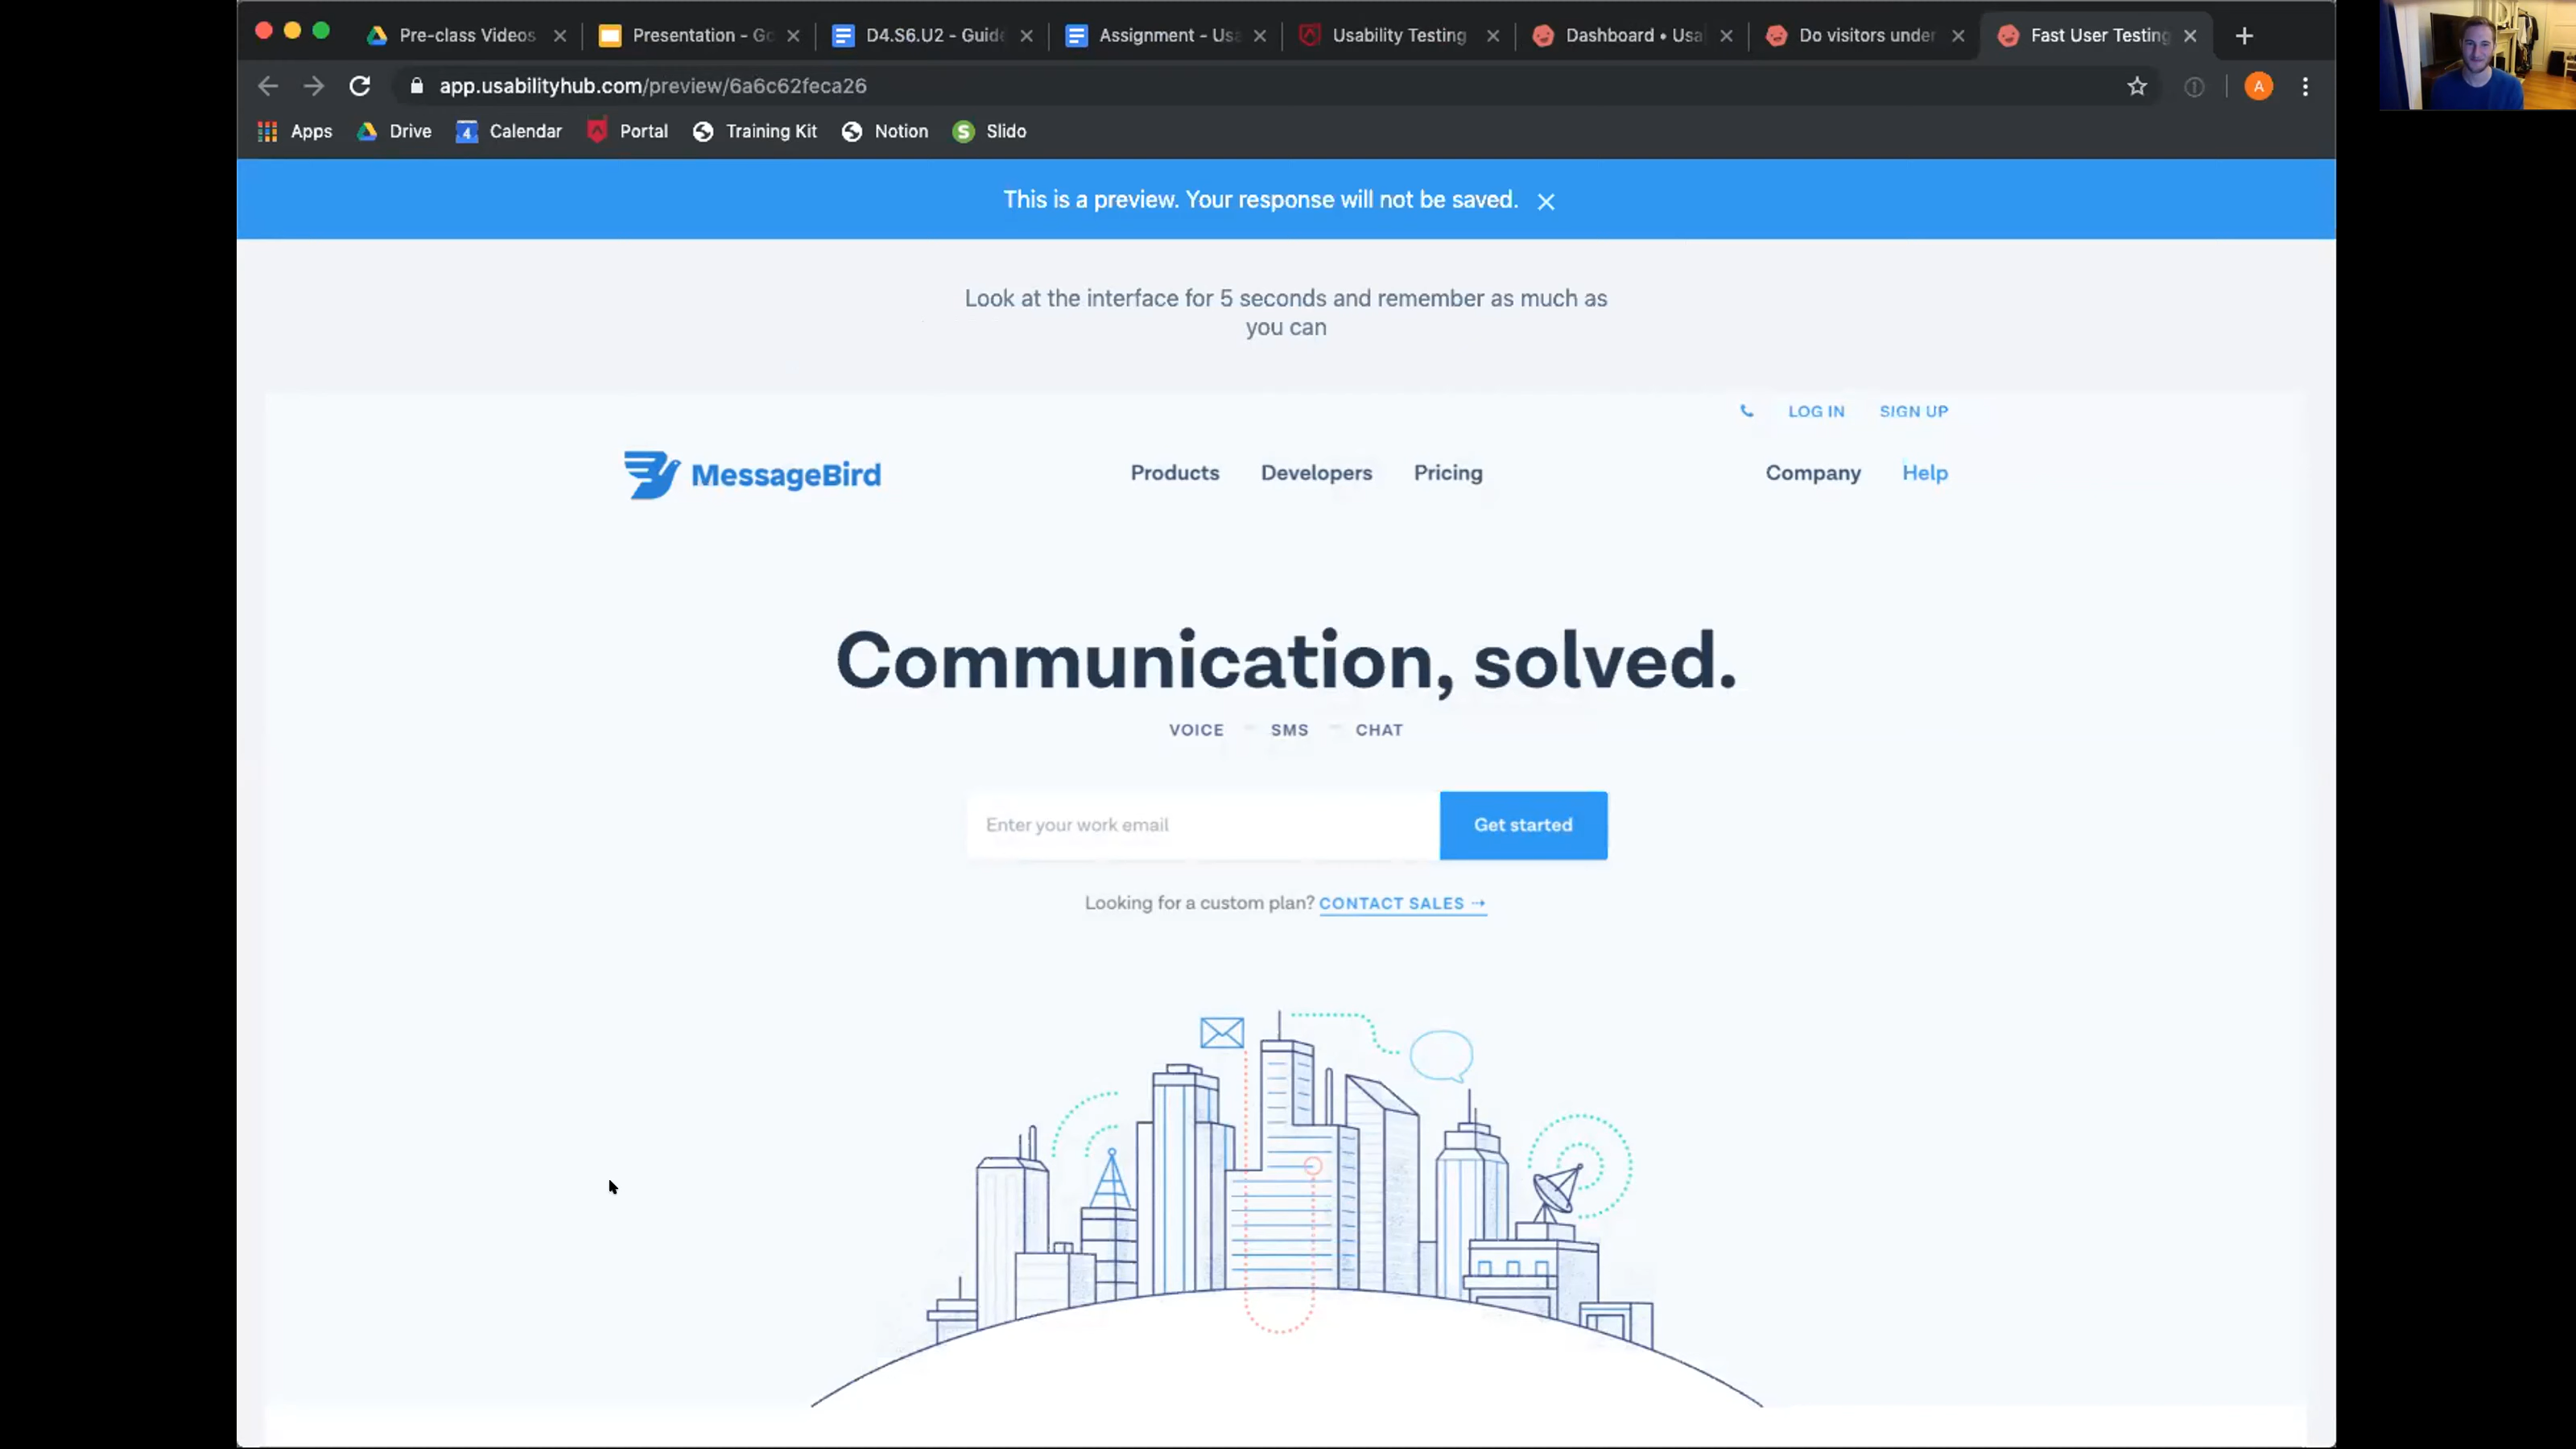 Pre-class Videos
Presentation - Go
D4.S6.U2 - Guide
Assignment - Usa
Usability Testing
Dashboard • Usa
Do visitors under
Fast User Testing
app.usabilityhub.com/preview/6a6c62feca26
A
Apps
Drive
4
Calendar
Portal
Training Kit
Notion
S
Slido
This is a preview. Your response will not be saved.
Look at the interface for 5 seconds and remember as much as
you can
LOG IN
SIGN UP
MessageBird
Products
Developers
Pricing
Company
Help
Communication, solved.
VOICE – SMS – CHAT
Enter your work email
Get started
Looking for a custom plan? CONTACT SALES →